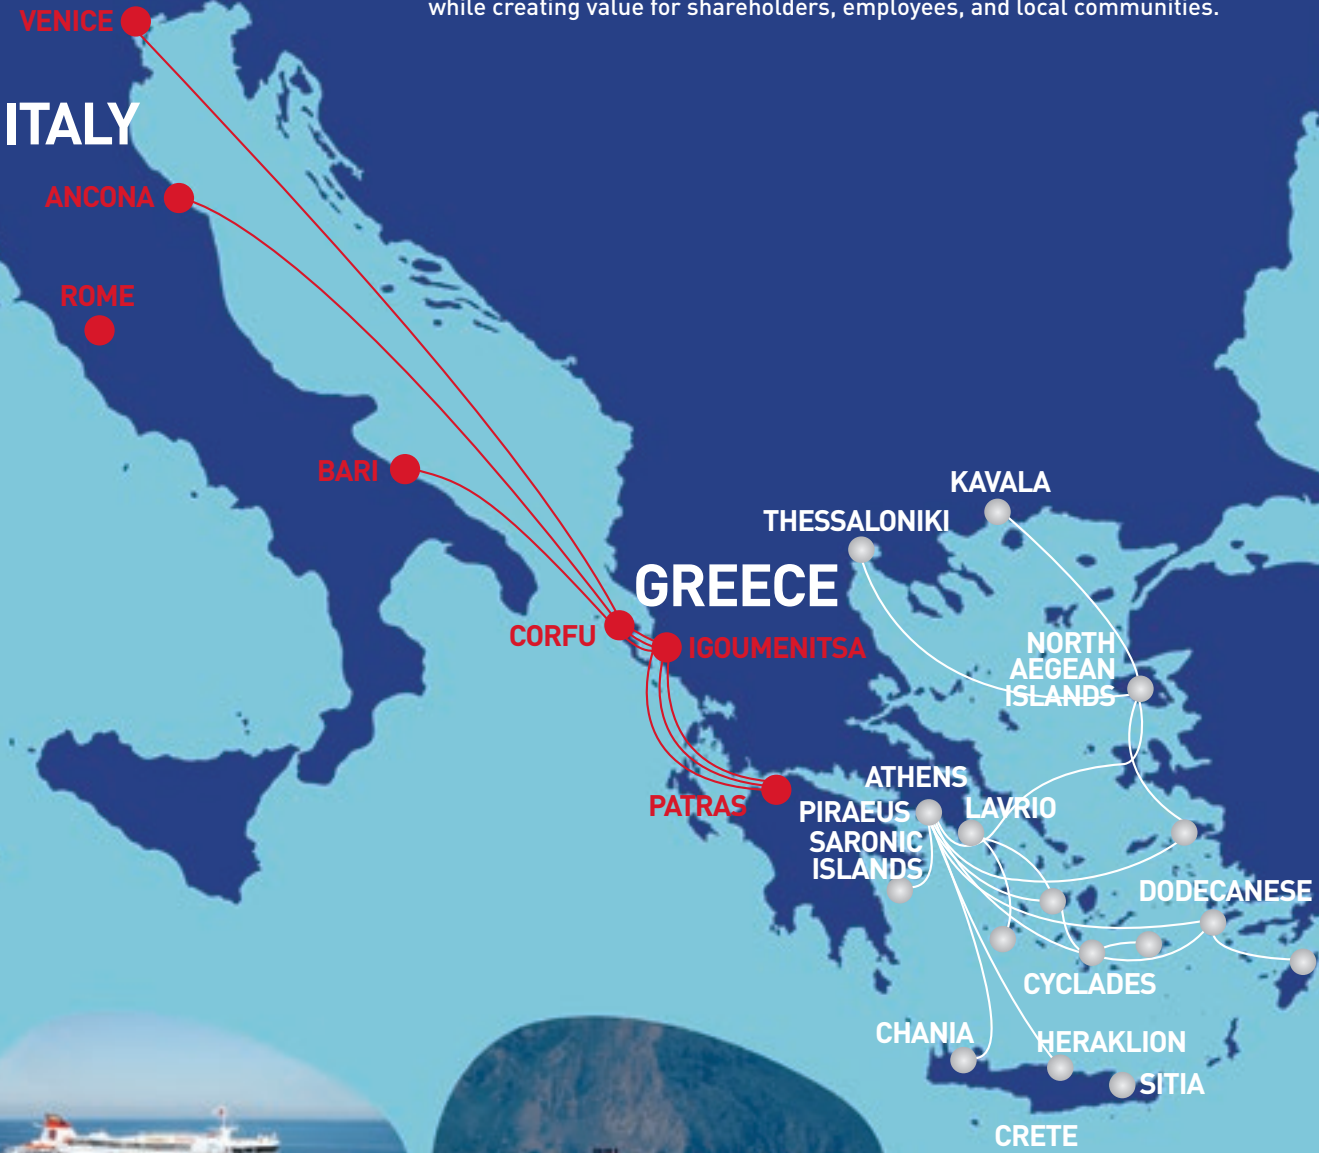 while creating value for shareholders, employees, and local communities.
VENICE
ITALY
ANCONA
ROME
BARI
KAVALA
THESSALONIKI
GREECE
CORFU
IGOUMENITSA
NORTH
AEGEAN
ISLANDS
ATHENS
PATRAS
PIRAEUS
LAVRIO
SARONIC
ISLANDS
DODECANESE
CYCLADES
CHANIA
HERAKLION
SITIA
CRETE